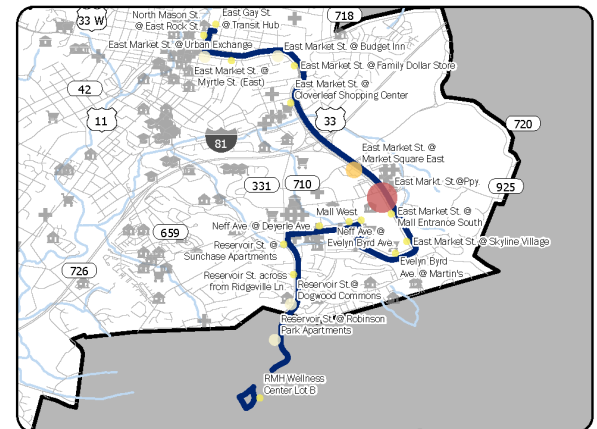 North Mason St.
@ East Rock St.
East Gay St.
@ Transit Hub
33 W
718
East Market St. @ Urban Exchange
East Market St. @ Budget Inn
East Market St. @
Myrtle St. (East)
East Market St. @ Family Dollar Store
East Market St. @
Cloverleaf Shopping Center
42
11
33
720
81
East Market St. @
Market Square East
331
710
East Markt. St.@Ppy.
925
Mall West
East Market St. @
Mall Entrance South
659
Neff Ave. @ Deyerle Ave.
Neff Ave. @
Evelyn Byrd Ave.
East Market St. @ Skyline Village
Reservoir St. @
Sunchase Apartments
Evelyn Byrd
Ave. @ Martin's
726
Reservoir St. across
from Ridgeville Ln.
Reservoir St.@
Dogwood Commons
Reservoir St. @ Robinson
Park Apartments
RMH Wellness
Center Lot B